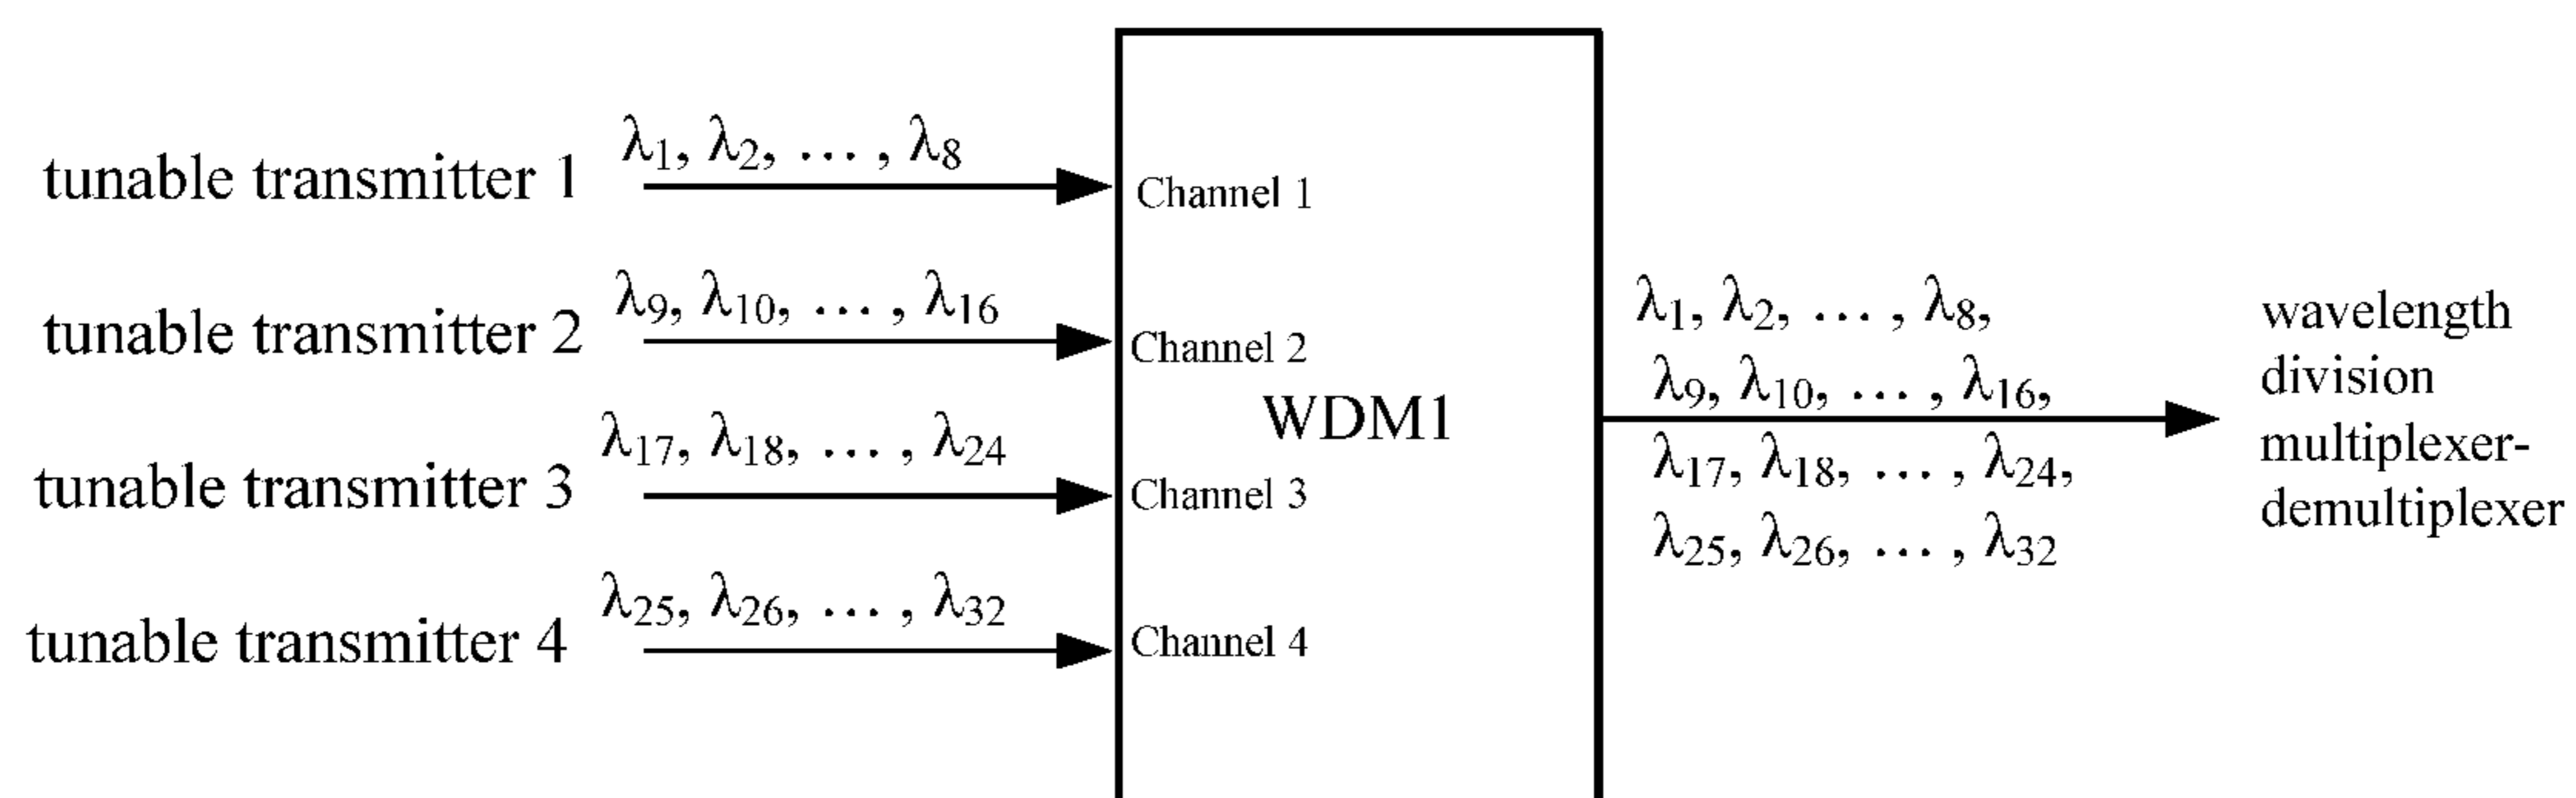 tunable transmitter 1
λ1, λ2, … , λ8
Channel 1
tunable transmitter 2
λ9, λ10, … , λ16
Channel 2
tunable transmitter 3
λ17, λ18, … , λ24
Channel 3
tunable transmitter 4
λ25, λ26, … , λ32
Channel 4
WDM1
λ1, λ2, … , λ8,
λ9, λ10, … , λ16,
λ17, λ18, … , λ24,
λ25, λ26, … , λ32
wavelength
division
multiplexer-
demultiplexer